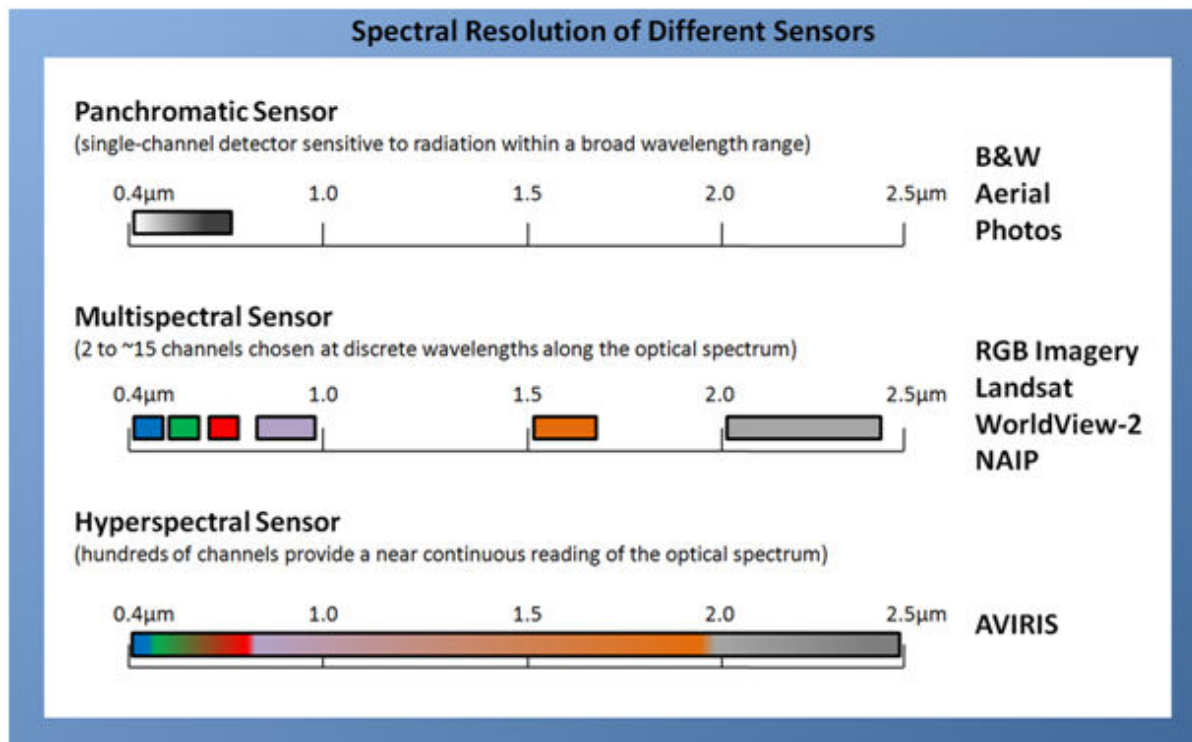 Spectral Resolution of Different Sensors
Panchromatic Sensor
(single-channel detector sensitive to radiation within a broad wavelength range)
0.4µm 1.0 1.5 2.0 2.5µm
B&W
Aerial
Photos
Multispectral Sensor
(2 to ~15 channels chosen at discrete wavelengths along the optical spectrum)
0.4µm 1.0 1.5 2.0 2.5µm
RGB Imagery
Landsat
WorldView-2
NAIP
Hyperspectral Sensor
(hundreds of channels provide a near continuous reading of the optical spectrum)
0.4µm 1.0 1.5 2.0 2.5µm
AVIRIS